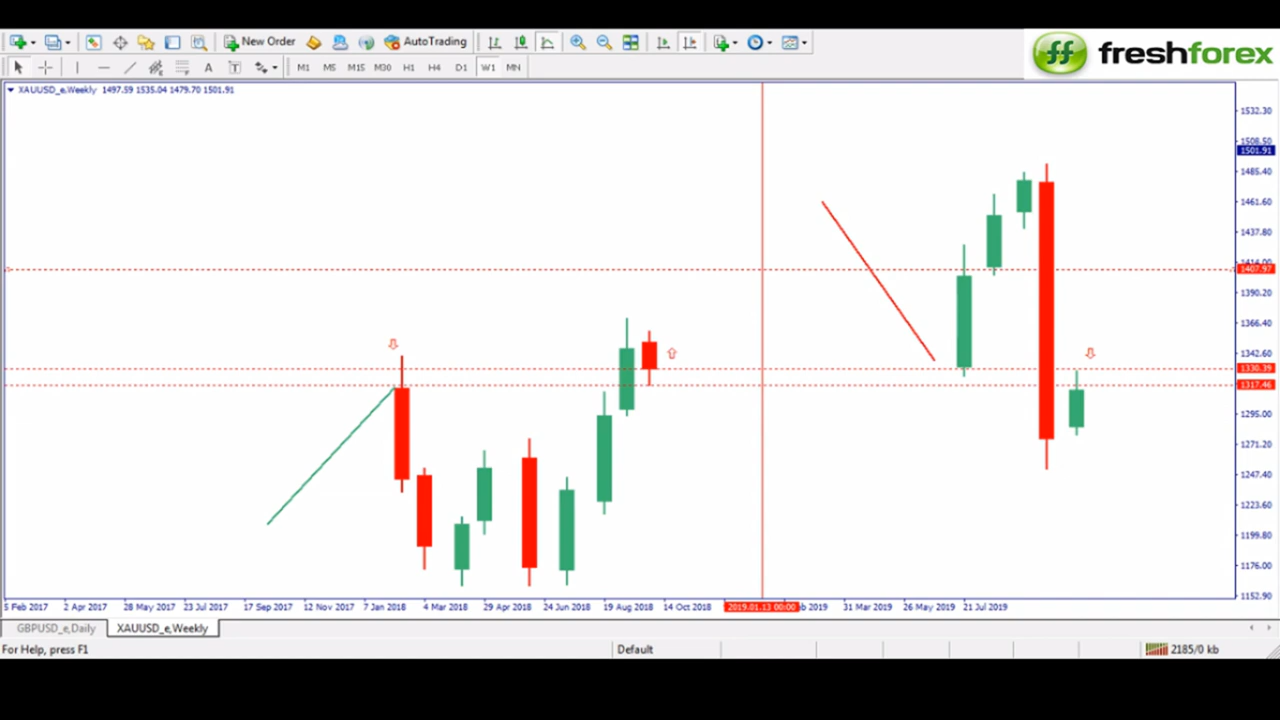 New Order
AutoTrading
ff freshforex
A T M1 M5 M15 M30 H1 H4 D1 W1 MN
XAUUSD_e,Weekly 1497.59 1535.04 1479.70 1501.91
1532.30
1508.50
1501.91
1485.40
1461.60
1437.80
1414.00
1407.97
1390.20
1366.40
1342.60
1330.39
1317.46
1295.00
1271.20
1247.40
1223.60
1199.80
1176.00
1152.90
5 Feb 2017 2 Apr 2017 28 May 2017 23 Jul 2017 17 Sep 2017 12 Nov 2017 7 Jan 2018 4 Mar 2018 29 Apr 2018 24 Jun 2018 19 Aug 2018 14 Oct 2018 2019.01.13 00:00 b 2019 31 Mar 2019 26 May 2019 21 Jul 2019
GBPUSD_e,Daily XAUUSD_e,Weekly
For Help, press F1 Default 2185/0 kb